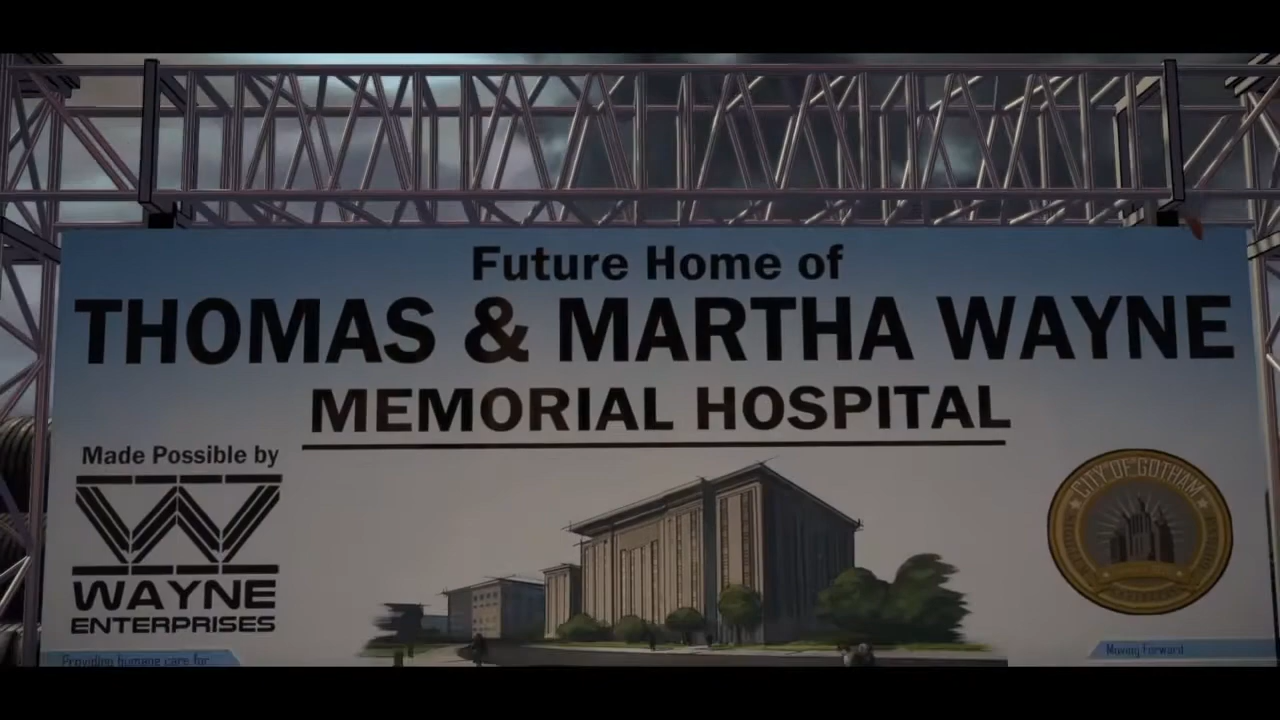 Future Home of
THOMAS & MARTHA WAYNE
MEMORIAL HOSPITAL
Made Possible by
WAYNE
ENTERPRISES
CITY OF GOTHAM
Providing humane care for
Moving Forward